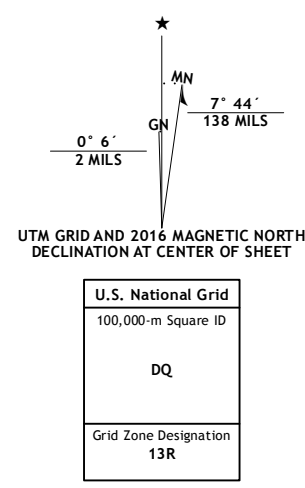 ★
MN
7° 44´
138 MILS
GN
0° 6´
2 MILS
UTM GRID AND 2016 MAGNETIC NORTH
DECLINATION AT CENTER OF SHEET
U.S. National Grid
100,000-m Square ID
DQ
Grid Zone Designation
13R